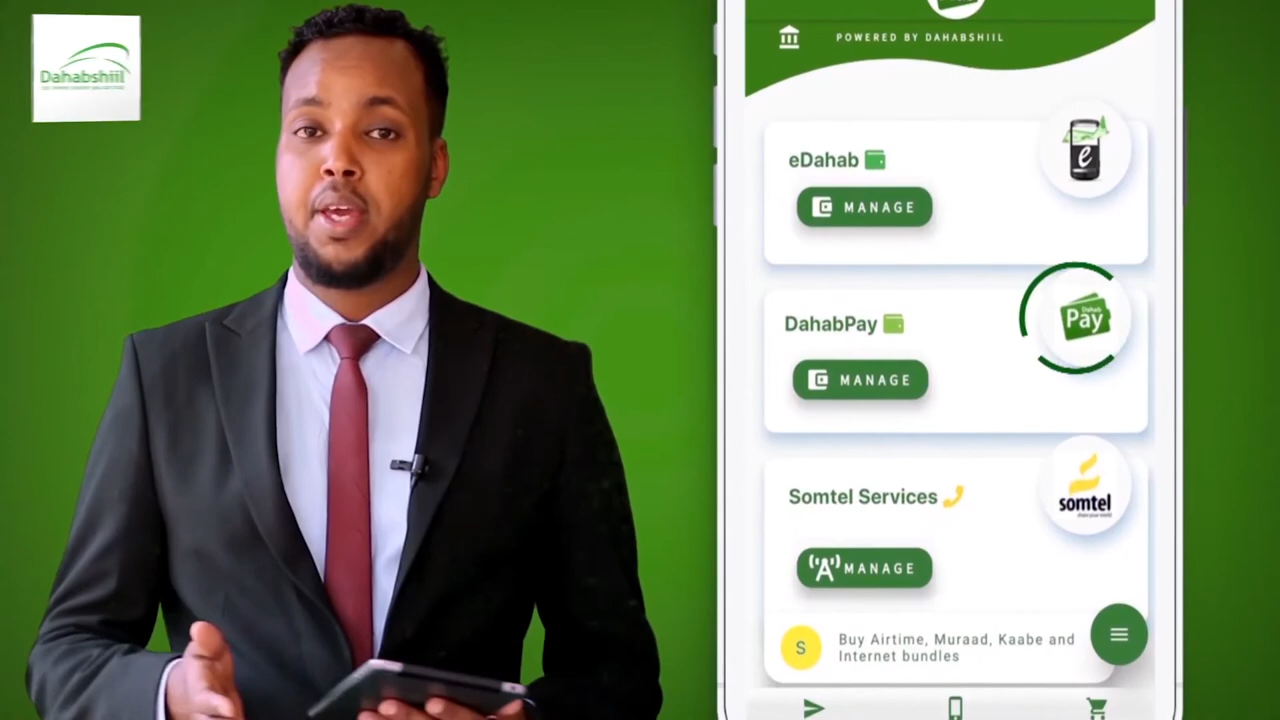 Dahabshiil
POWERED BY DAHABSHIIL
eDahab
MANAGE
e
DahabPay
MANAGE
Dahab
Pay
Somtel Services
MANAGE
somtel
S
Buy Airtime, Muraad, Kaabe and
Internet bundles